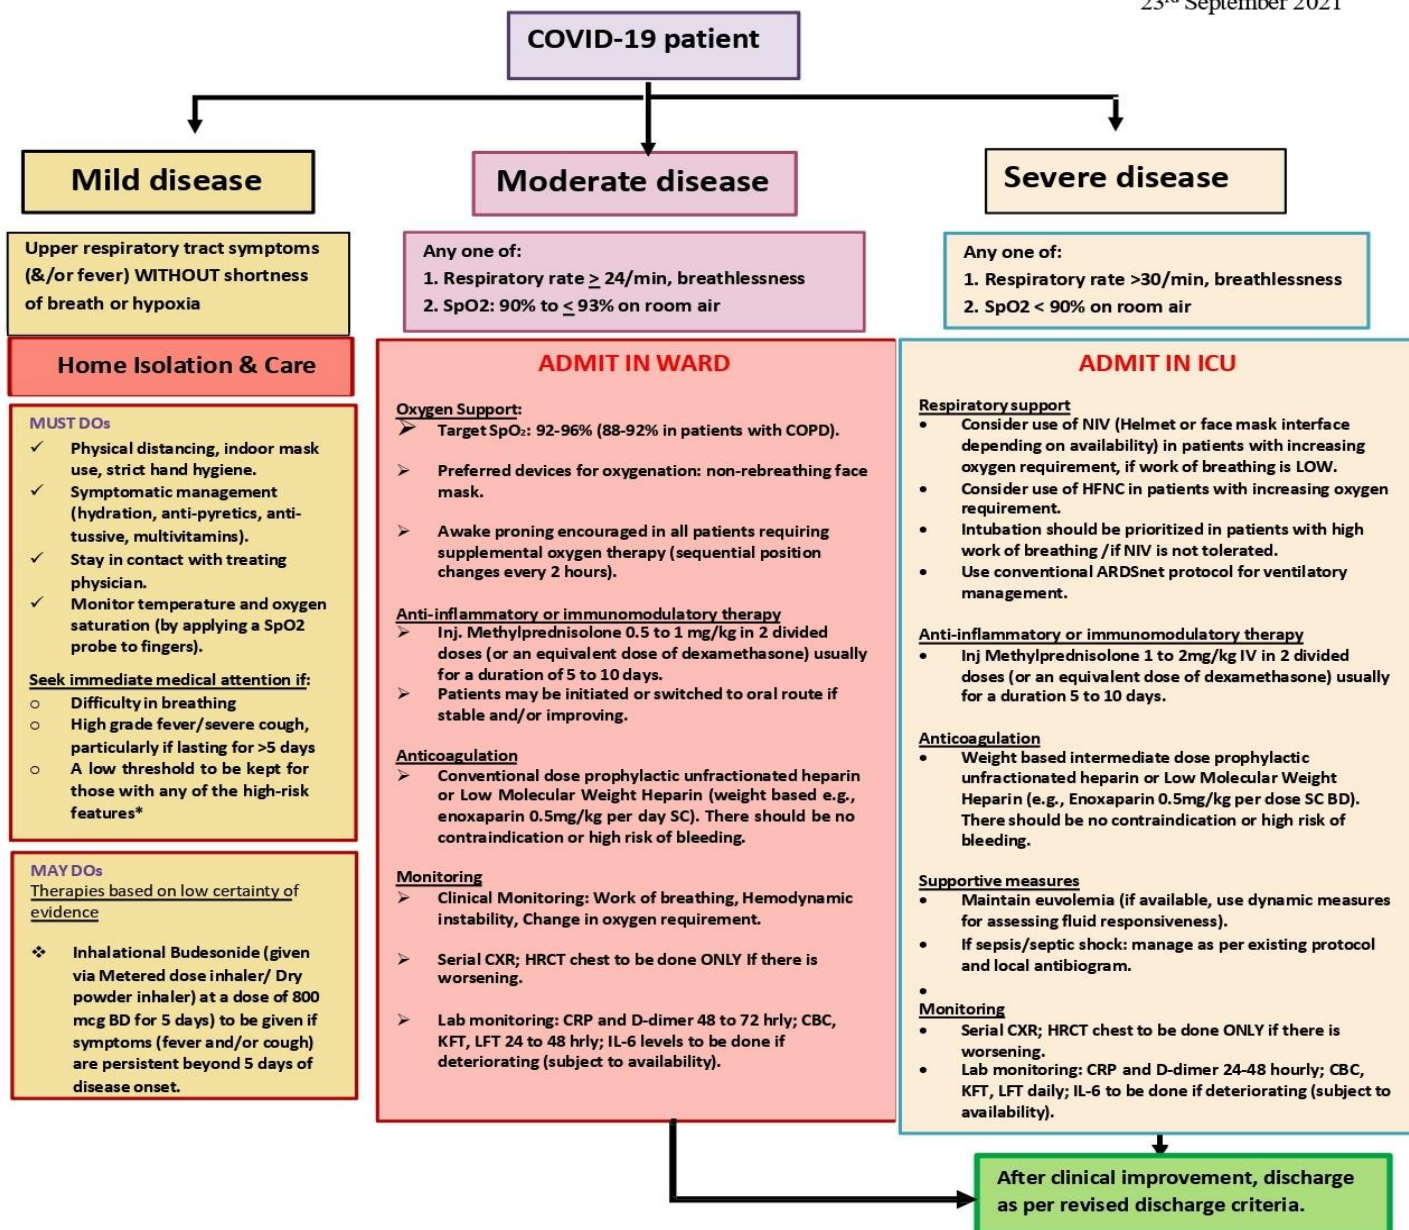 23rd September 2021
COVID-19 patient
Mild disease
Upper respiratory tract symptoms
(&/or fever) WITHOUT shortness
of breath or hypoxia
Home Isolation & Care
MUST DOs
✓ Physical distancing, indoor mask
use, strict hand hygiene.
✓ Symptomatic management
(hydration, anti-pyretics, anti-
tussive, multivitamins).
✓ Stay in contact with treating
physician.
✓ Monitor temperature and oxygen
saturation (by applying a SpO2
probe to fingers).
Seek immediate medical attention if:
o Difficulty in breathing
o High grade fever/severe cough,
particularly if lasting for >5 days
o A low threshold to be kept for
those with any of the high-risk
features*
MAY DOs
Therapies based on low certainty of
evidence
❖ Inhalational Budesonide (given
via Metered dose inhaler/ Dry
powder inhaler) at a dose of 800
mcg BD for 5 days) to be given if
symptoms (fever and/or cough)
are persistent beyond 5 days of
disease onset.
Moderate disease
Any one of:
1. Respiratory rate ≥ 24/min, breathlessness
2. SpO2: 90% to ≤ 93% on room air
ADMIT IN WARD
Oxygen Support:
➢ Target SpO₂: 92-96% (88-92% in patients with COPD).
➢ Preferred devices for oxygenation: non-rebreathing face
mask.
➢ Awake proning encouraged in all patients requiring
supplemental oxygen therapy (sequential position
changes every 2 hours).
Anti-inflammatory or immunomodulatory therapy
➢ Inj. Methylprednisolone 0.5 to 1 mg/kg in 2 divided
doses (or an equivalent dose of dexamethasone) usually
for a duration of 5 to 10 days.
➢ Patients may be initiated or switched to oral route if
stable and/or improving.
Anticoagulation
➢ Conventional dose prophylactic unfractionated heparin
or Low Molecular Weight Heparin (weight based e.g.,
enoxaparin 0.5mg/kg per day SC). There should be no
contraindication or high risk of bleeding.
Monitoring
➢ Clinical Monitoring: Work of breathing, Hemodynamic
instability, Change in oxygen requirement.
➢ Serial CXR; HRCT chest to be done ONLY If there is
worsening.
➢ Lab monitoring: CRP and D-dimer 48 to 72 hrly; CBC,
KFT, LFT 24 to 48 hrly; IL-6 levels to be done if
deteriorating (subject to availability).
Severe disease
Any one of:
1. Respiratory rate >30/min, breathlessness
2. SpO2 < 90% on room air
ADMIT IN ICU
Respiratory support
• Consider use of NIV (Helmet or face mask interface
depending on availability) in patients with increasing
oxygen requirement, if work of breathing is LOW.
• Consider use of HFNC in patients with increasing oxygen
requirement.
• Intubation should be prioritized in patients with high
work of breathing /if NIV is not tolerated.
• Use conventional ARDSnet protocol for ventilatory
management.
Anti-inflammatory or immunomodulatory therapy
• Inj Methylprednisolone 1 to 2mg/kg IV in 2 divided
doses (or an equivalent dose of dexamethasone) usually
for a duration 5 to 10 days.
Anticoagulation
• Weight based intermediate dose prophylactic
unfractionated heparin or Low Molecular Weight
Heparin (e.g., Enoxaparin 0.5mg/kg per dose SC BD).
There should be no contraindication or high risk of
bleeding.
Supportive measures
• Maintain euvolemia (if available, use dynamic measures
for assessing fluid responsiveness).
• If sepsis/septic shock: manage as per existing protocol
and local antibiogram.
•
Monitoring
• Serial CXR; HRCT chest to be done ONLY if there is
worsening.
• Lab monitoring: CRP and D-dimer 24-48 hourly; CBC,
KFT, LFT daily; IL-6 to be done if deteriorating (subject to
availability).
After clinical improvement, discharge
as per revised discharge criteria.